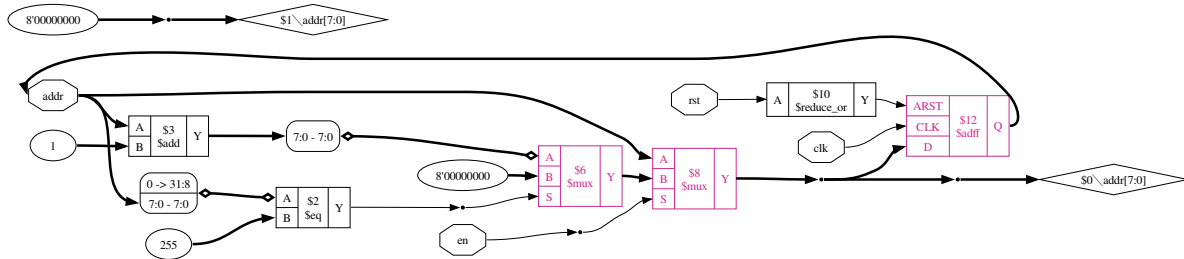 8'00000000
$1\addr[7:0]
addr
rst
A
$10
$reduce_or
Y
ARST
CLK
D
$12
$adff
Q
clk
1
A
B
$3
$add
Y
7:0 - 7:0
8'00000000
A
B
S
$6
$mux
Y
A
B
S
$8
$mux
Y
$0\addr[7:0]
0 -> 31:8
7:0 - 7:0
255
A
B
$2
$eq
Y
en